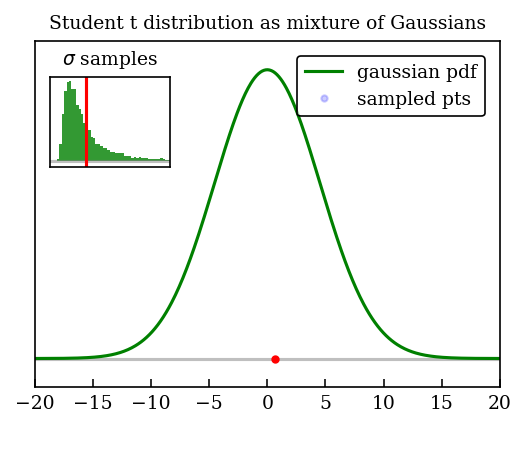 Student t distribution as mixture of Gaussians
σ samples
gaussian pdf
sampled pts
−20 −15 −10 −5 0 5 10 15 20